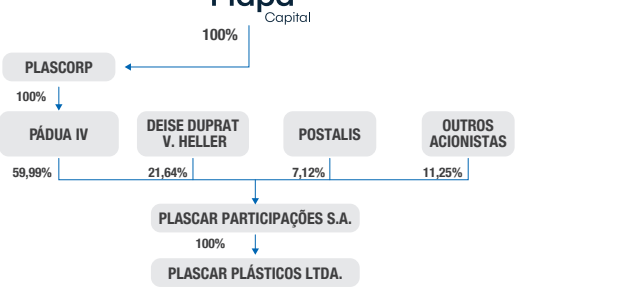 Capital
100%
PLASCORP
100%
PÁDUA IV
DEISE DUPRAT
V. HELLER
POSTALIS
OUTROS
ACIONISTAS
59,99%
21,64%
7,12%
11,25%
PLASCAR PARTICIPAÇÕES S.A.
100%
PLASCAR PLÁSTICOS LTDA.